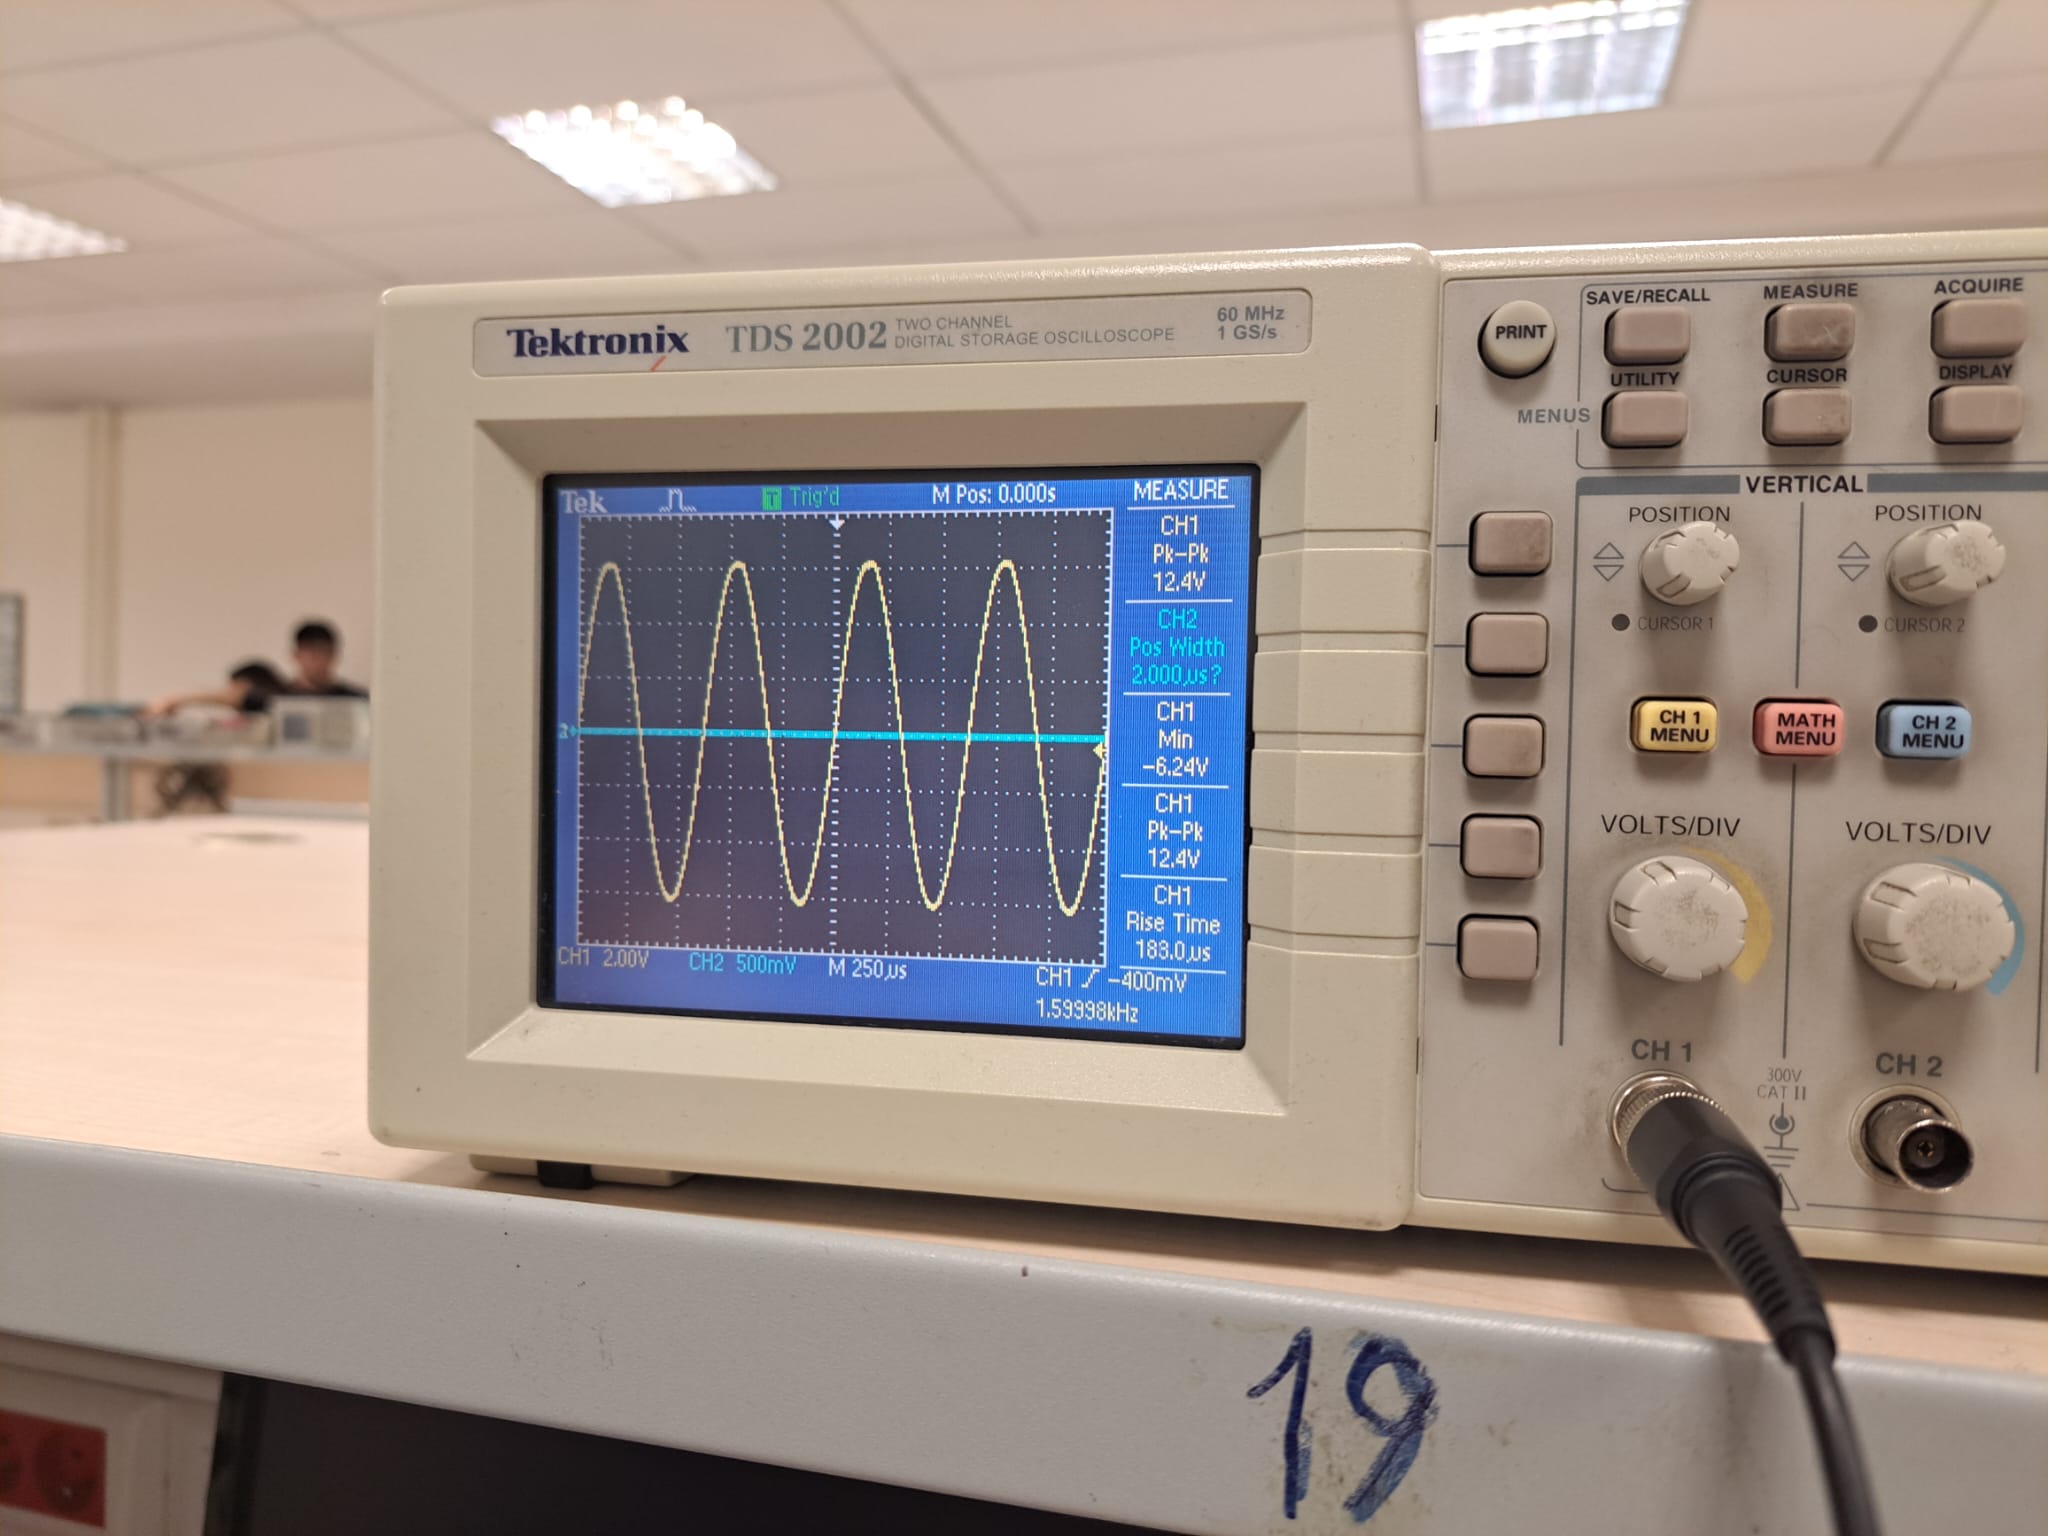 Tektronix TDS 2002 TWO CHANNEL
DIGITAL STORAGE OSCILLOSCOPE
60 MHz
1 GS/s
Tek
T Trig'd
M Pos: 0.000s
MEASURE
CH1
Pk-Pk
12.4V
CH2
Pos Width
2.000µs?
CH1
Min
-6.24V
CH1
Pk-Pk
12.4V
CH1
Rise Time
183.0µs
CH1 2.00V
CH2 500mV
M 250µs
CH1 -400mV
1.59998kHz
PRINT
SAVE/RECALL
MEASURE
ACQUIRE
UTILITY
CURSOR
DISPLAY
MENUS
VERTICAL
POSITION
POSITION
CURSOR 1
CURSOR 2
CH 1
MENU
MATH
MENU
CH 2
MENU
VOLTS/DIV
VOLTS/DIV
CH 1
300V
CAT II
CH 2
19